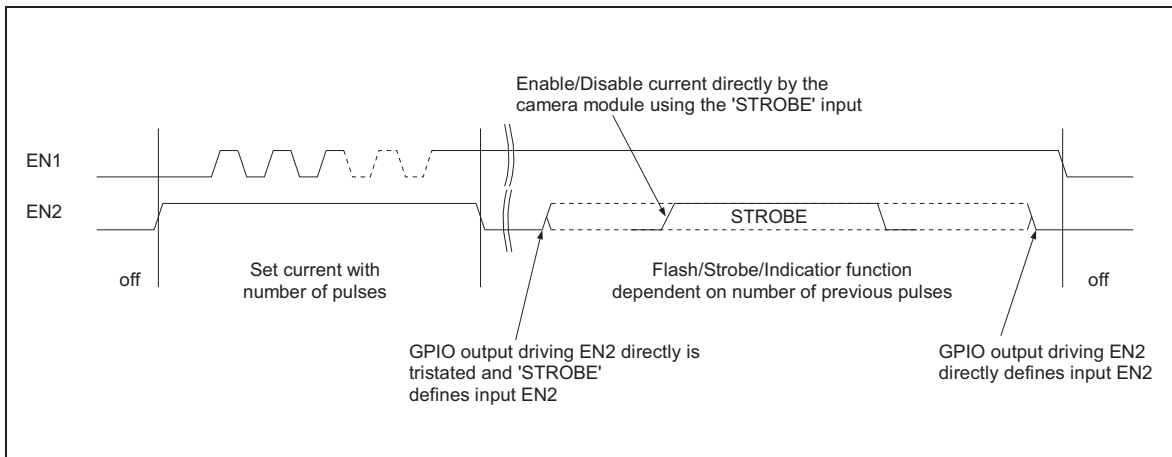 Enable/Disable current directly by the
camera module using the 'STROBE' input
EN1
EN2
STROBE
off
Set current with
number of pulses
Flash/Strobe/Indicatior function
dependent on number of previous pulses
off
GPIO output driving EN2 directly is
tristated and 'STROBE'
defines input EN2
GPIO output driving EN2
directly defines input EN2